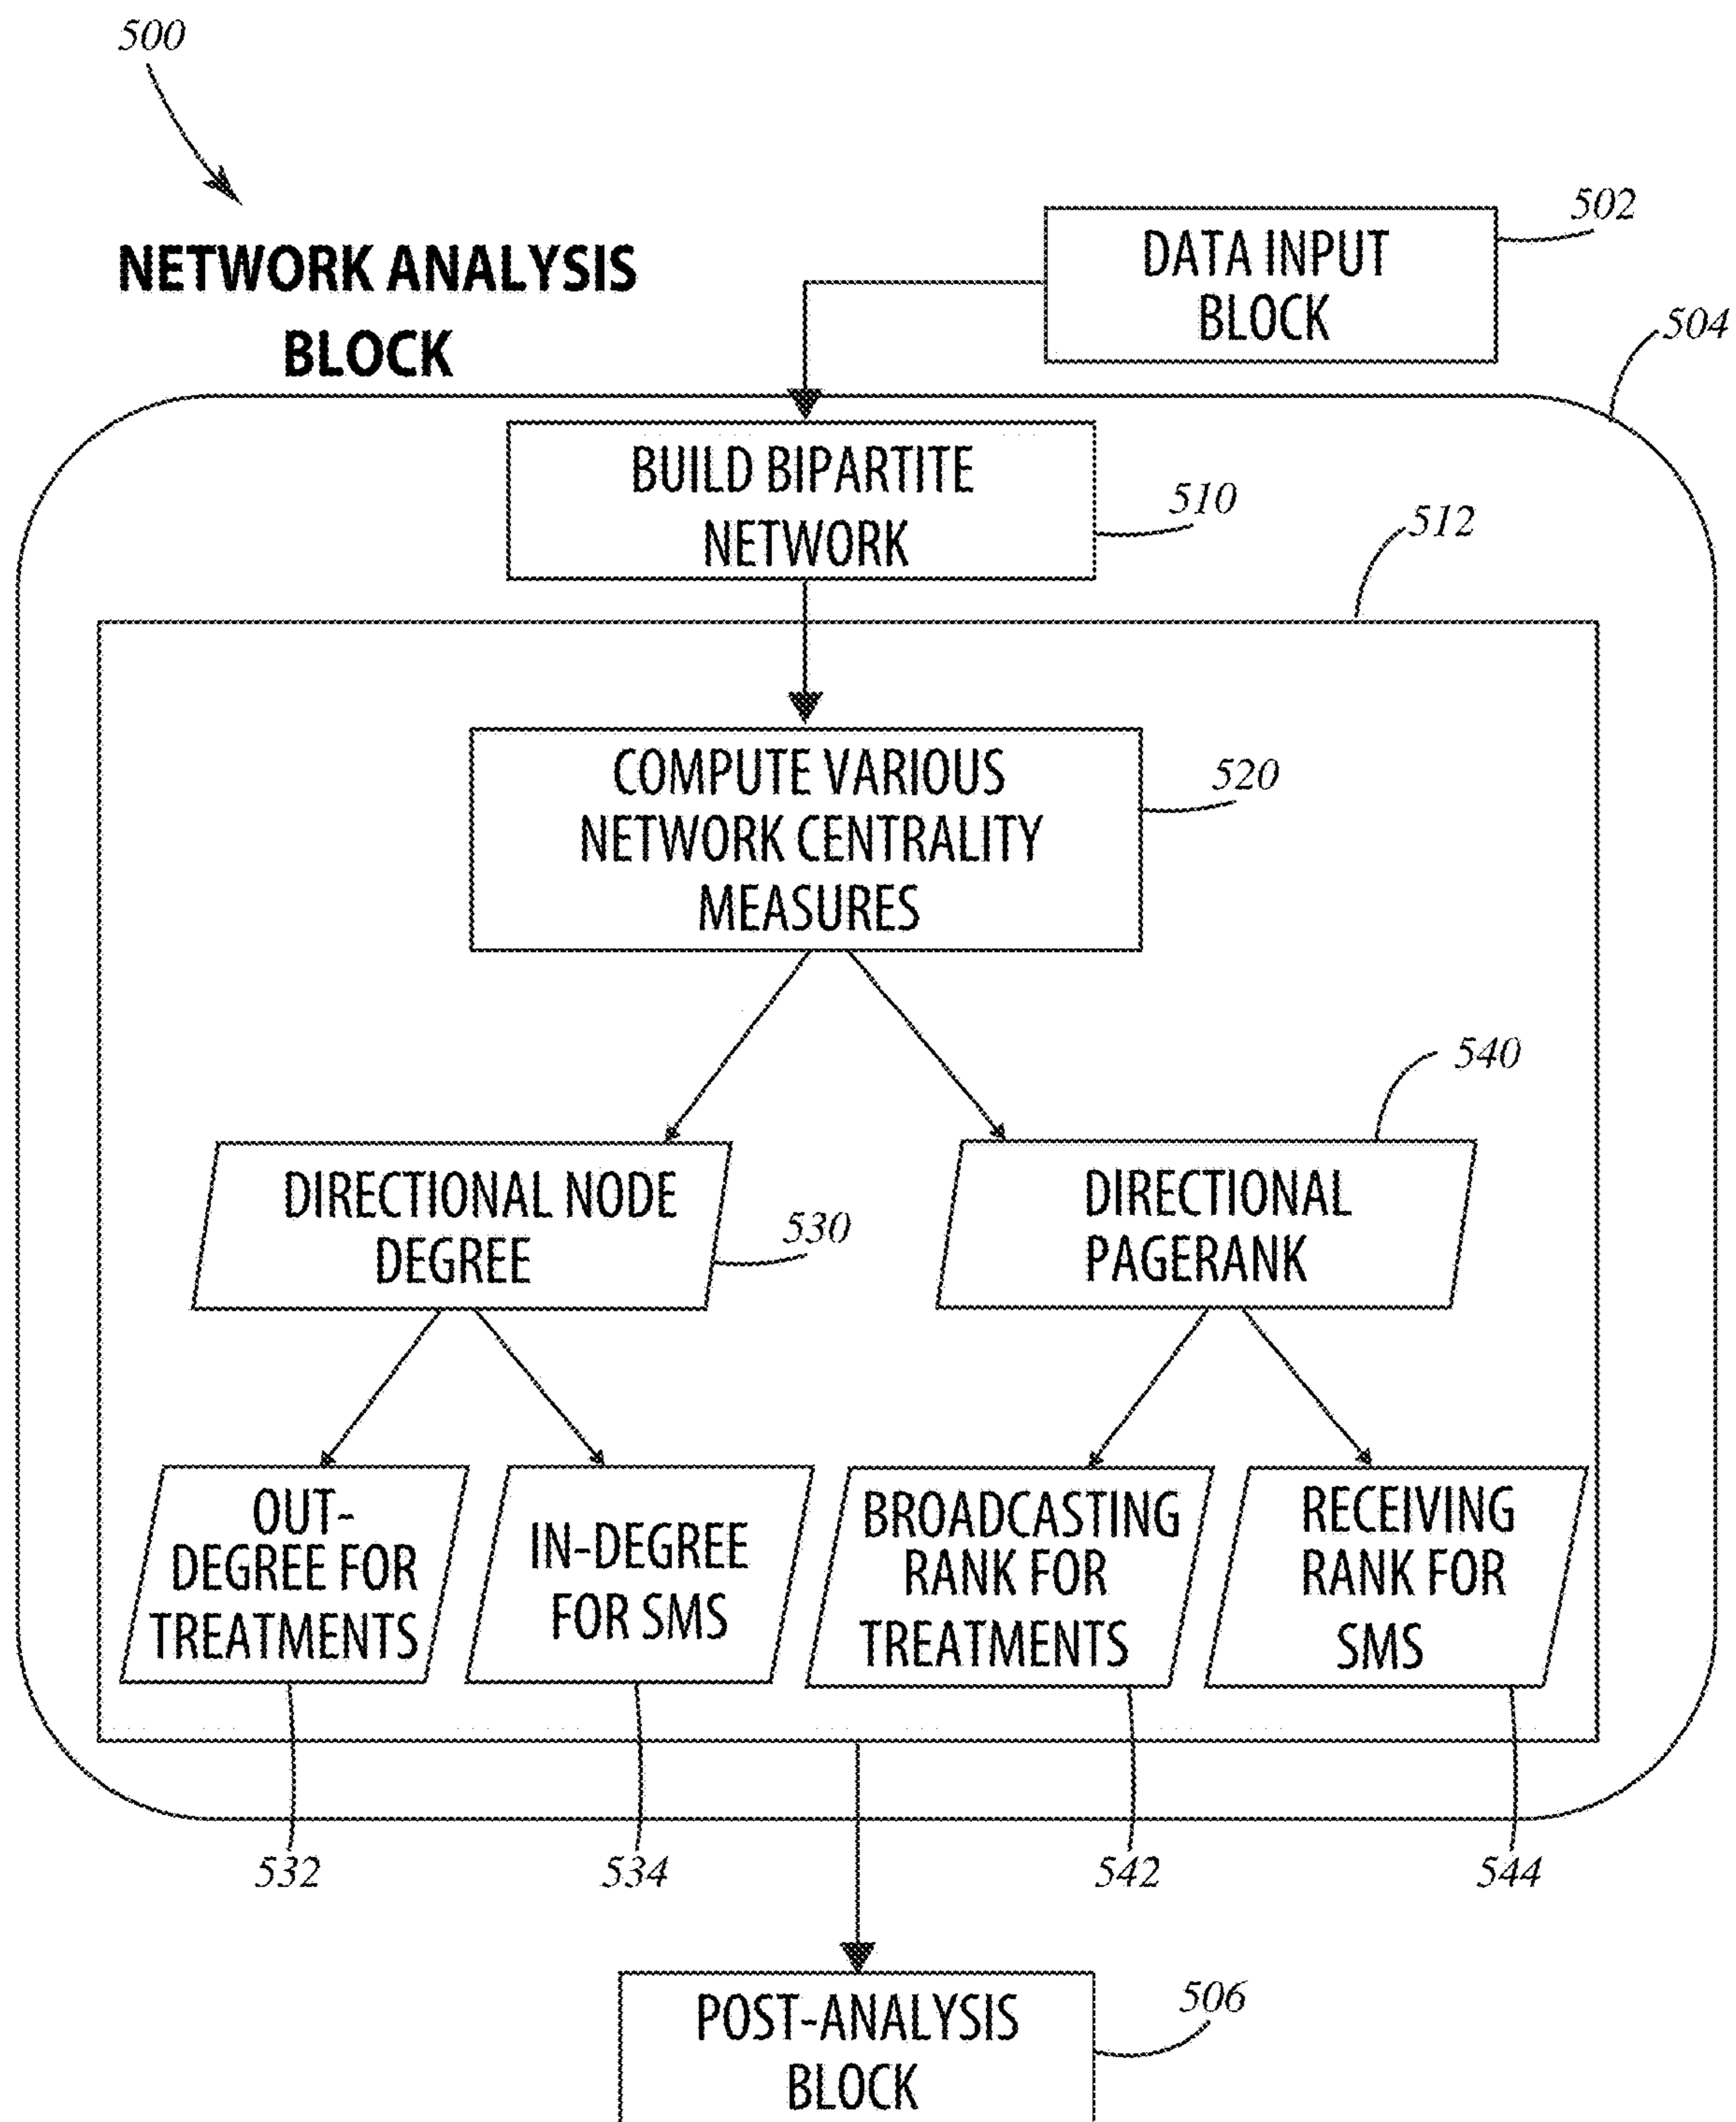 500
502
DATA INPUT
BLOCK
NETWORK ANALYSIS
BLOCK
504
BUILD BIPARTITE
NETWORK
510
512
COMPUTE VARIOUS
NETWORK CENTRALITY
MEASURES
520
540
DIRECTIONAL NODE
DEGREE
530
DIRECTIONAL
PAGERANK
OUT-
DEGREE FOR
TREATMENTS
IN-DEGREE
FOR SMS
BROADCASTING
RANK FOR
TREATMENTS
RECEIVING
RANK FOR
SMS
532
534
542
544
POST-ANALYSIS
BLOCK
506